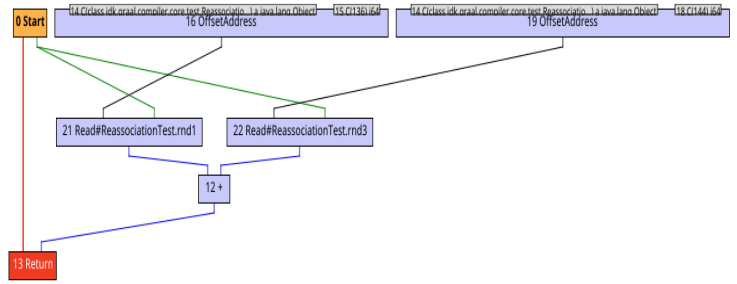 14 C(class jdk.graal.compiler.core.test.Reassociatio...) a java.lang.Object
15 C(136) i64
14 C(class jdk.graal.compiler.core.test.Reassociatio...) a java.lang.Object
18 C(144) i64
0 Start
16 OffsetAddress
19 OffsetAddress
21 Read#ReassociationTest.rnd1
22 Read#ReassociationTest.rnd3
12 +
13 Return